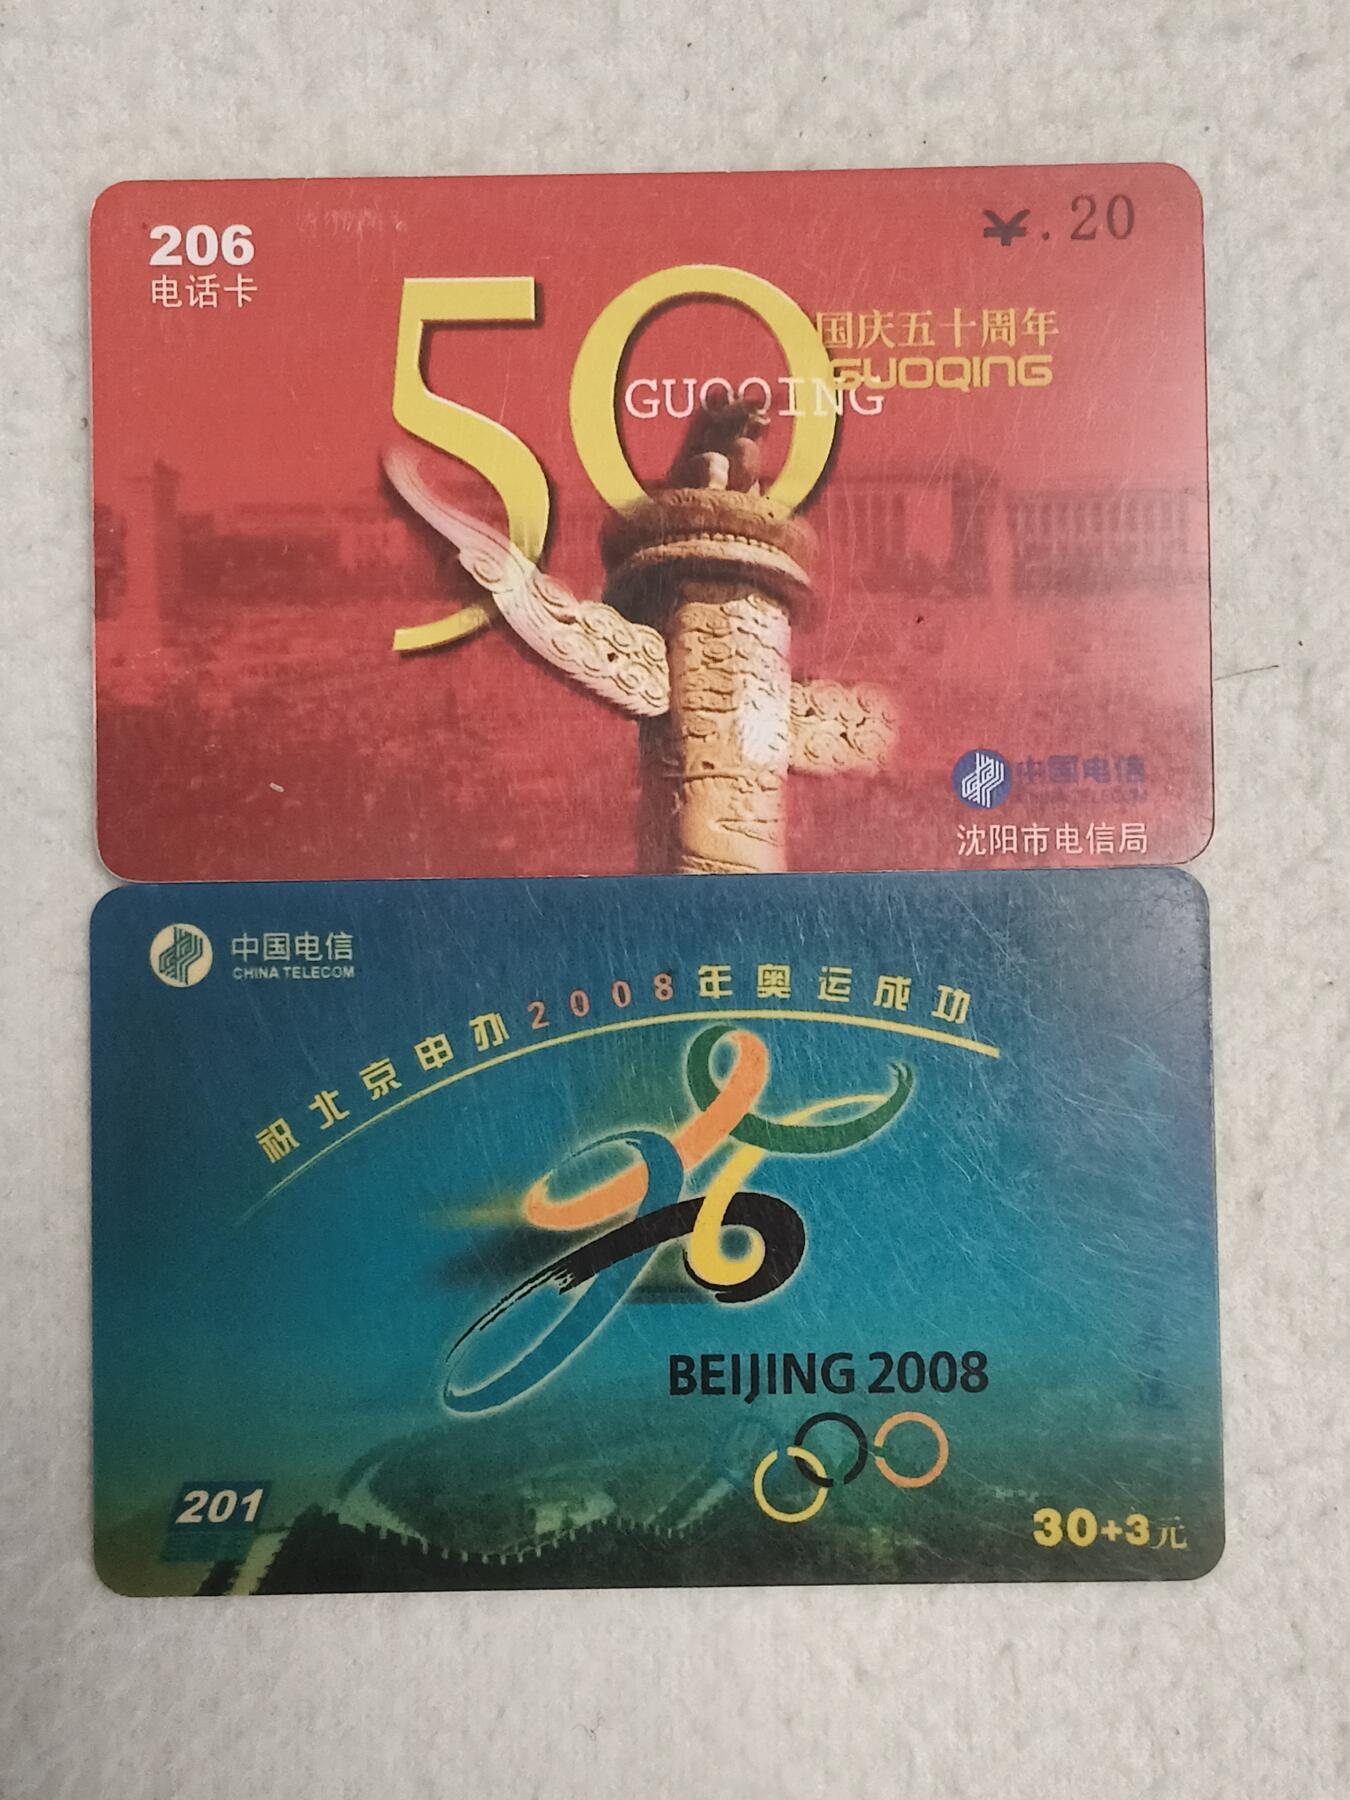 206
电话卡
¥.20
50
国庆五十周年
GUOQING
GUOQING
中国电信
CHINA TELECOM
沈阳市电信局
中国电信
CHINA TELECOM
祝北京申办2008年奥运成功
BEIJING 2008
201
30+3元